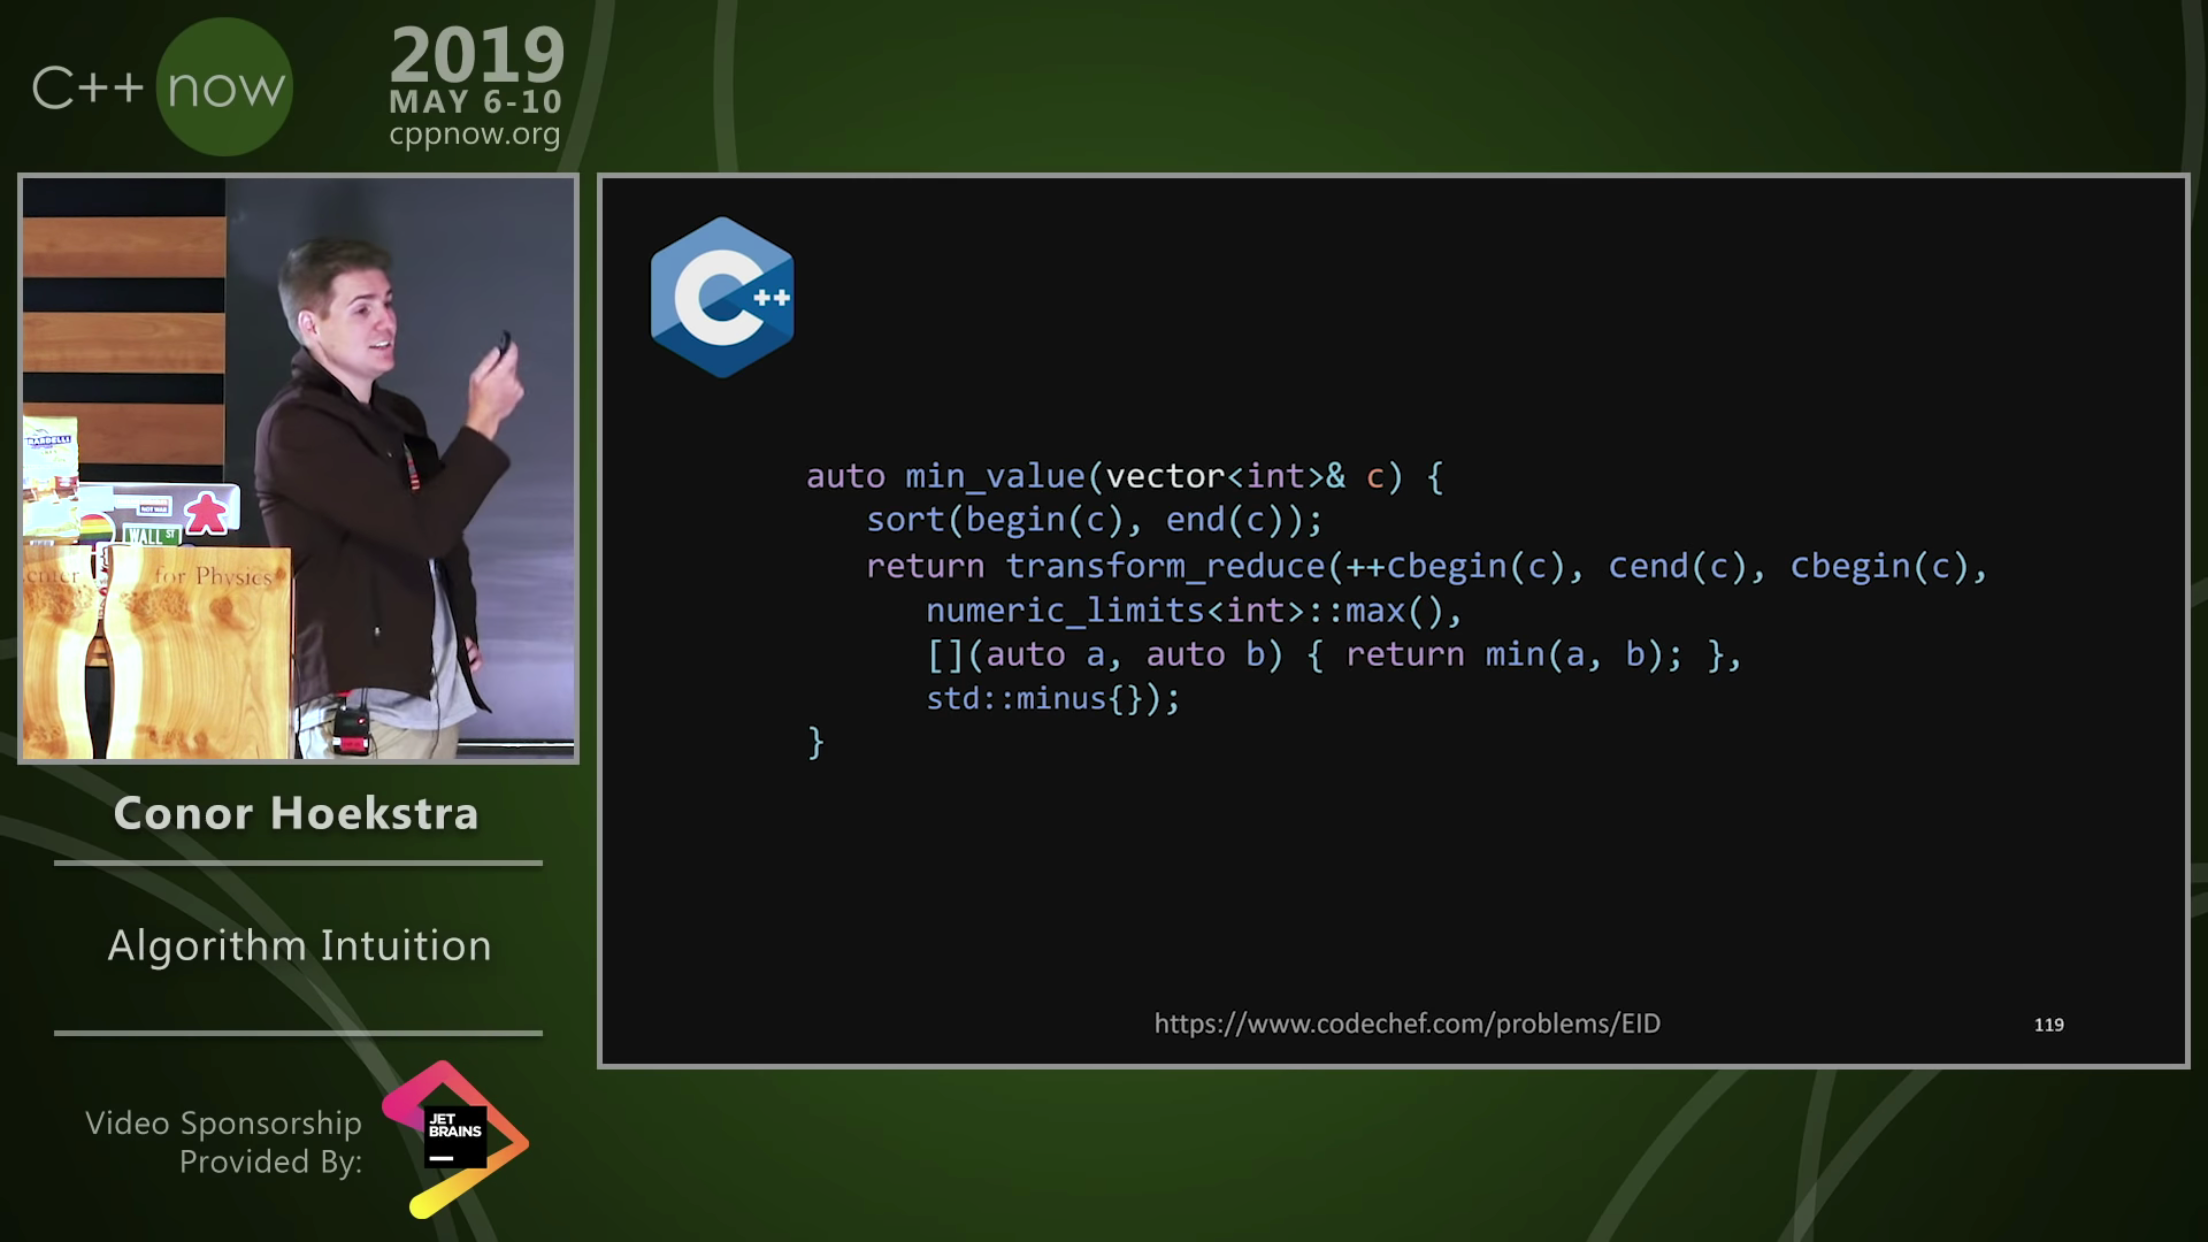 C++ now
2019
MAY 6-10
cppnow.org
C++
auto min_value(vector<int>& c) {
sort(begin(c), end(c));
return transform_reduce(++cbegin(c), cend(c), cbegin(c),
numeric_limits<int>::max(),
[](auto a, auto b) { return min(a, b); },
std::minus{});
}
https://www.codechef.com/problems/EID
119
WALL ST
for Physics
Conor Hoekstra
Algorithm Intuition
Video Sponsorship
Provided By:
JET
BRAINS